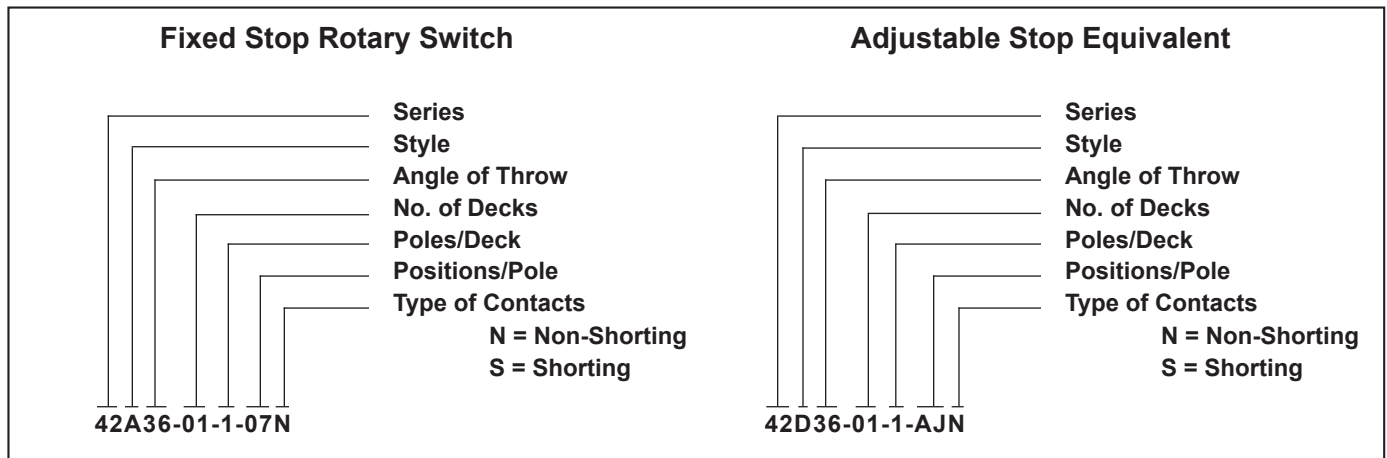 Fixed Stop Rotary Switch
Series
Style
Angle of Throw
No. of Decks
Poles/Deck
Positions/Pole
Type of Contacts
N = Non-Shorting
S = Shorting
42A36-01-1-07N
Adjustable Stop Equivalent
Series
Style
Angle of Throw
No. of Decks
Poles/Deck
Positions/Pole
Type of Contacts
N = Non-Shorting
S = Shorting
42D36-01-1-AJN